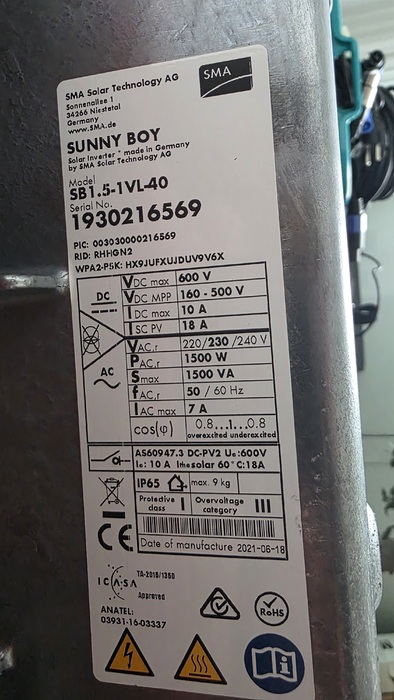 SMA Solar Technology AG
Sonnenallee 1
34266 Niestetal
Germany
www.SMA.de
SMA
SUNNY BOY
Solar Inverter * made in Germany
by SMA Solar Technology AG
Model
SB1.5-1VL-40
Serial No.
1930216569
PIC: 003030000216569
RID: RHHGN2
WPA2-PSK: HX9JUFXUJDUV9V6X
DC
VDC max 600 V
VDC MPP 160 - 500 V
IDC max 10 A
ISC PV 18 A
AC
VAC,r 220/230/240 V
PAC,r 1500 W
Smax 1500 VA
fAC,r 50 / 60 Hz
IAC max 7 A
cos(φ) 0.8...1...0.8
overexcited underexcited
AS60947.3 DC-PV2 Ue:600V
Ie: 10 A Ithesolar 60°C:18A
IP65 max. 9 kg
Protective class I Overvoltage category III
CE
Date of manufacture 2021-06-18
ICASA
TA-2016/1360
Approved
ANATEL:
03931-16-03337
RoHS